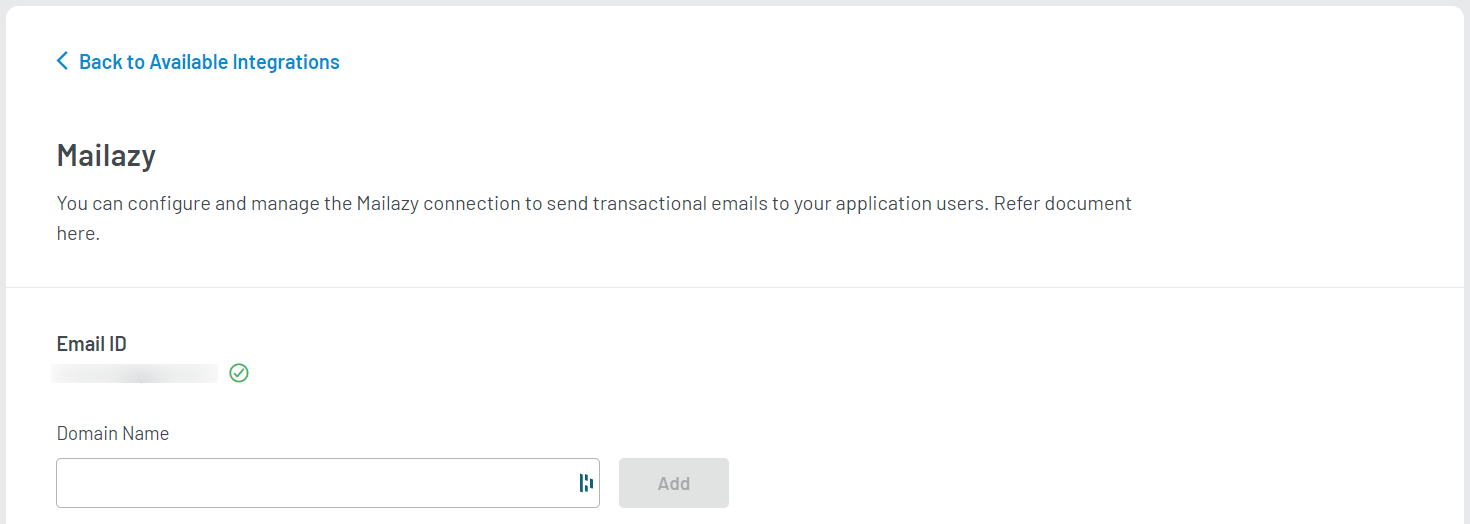 Back to Available Integrations
Mailazy
You can configure and manage the Mailazy connection to send transactional emails to your application users. Refer document
here.
Email ID
Domain Name
Add